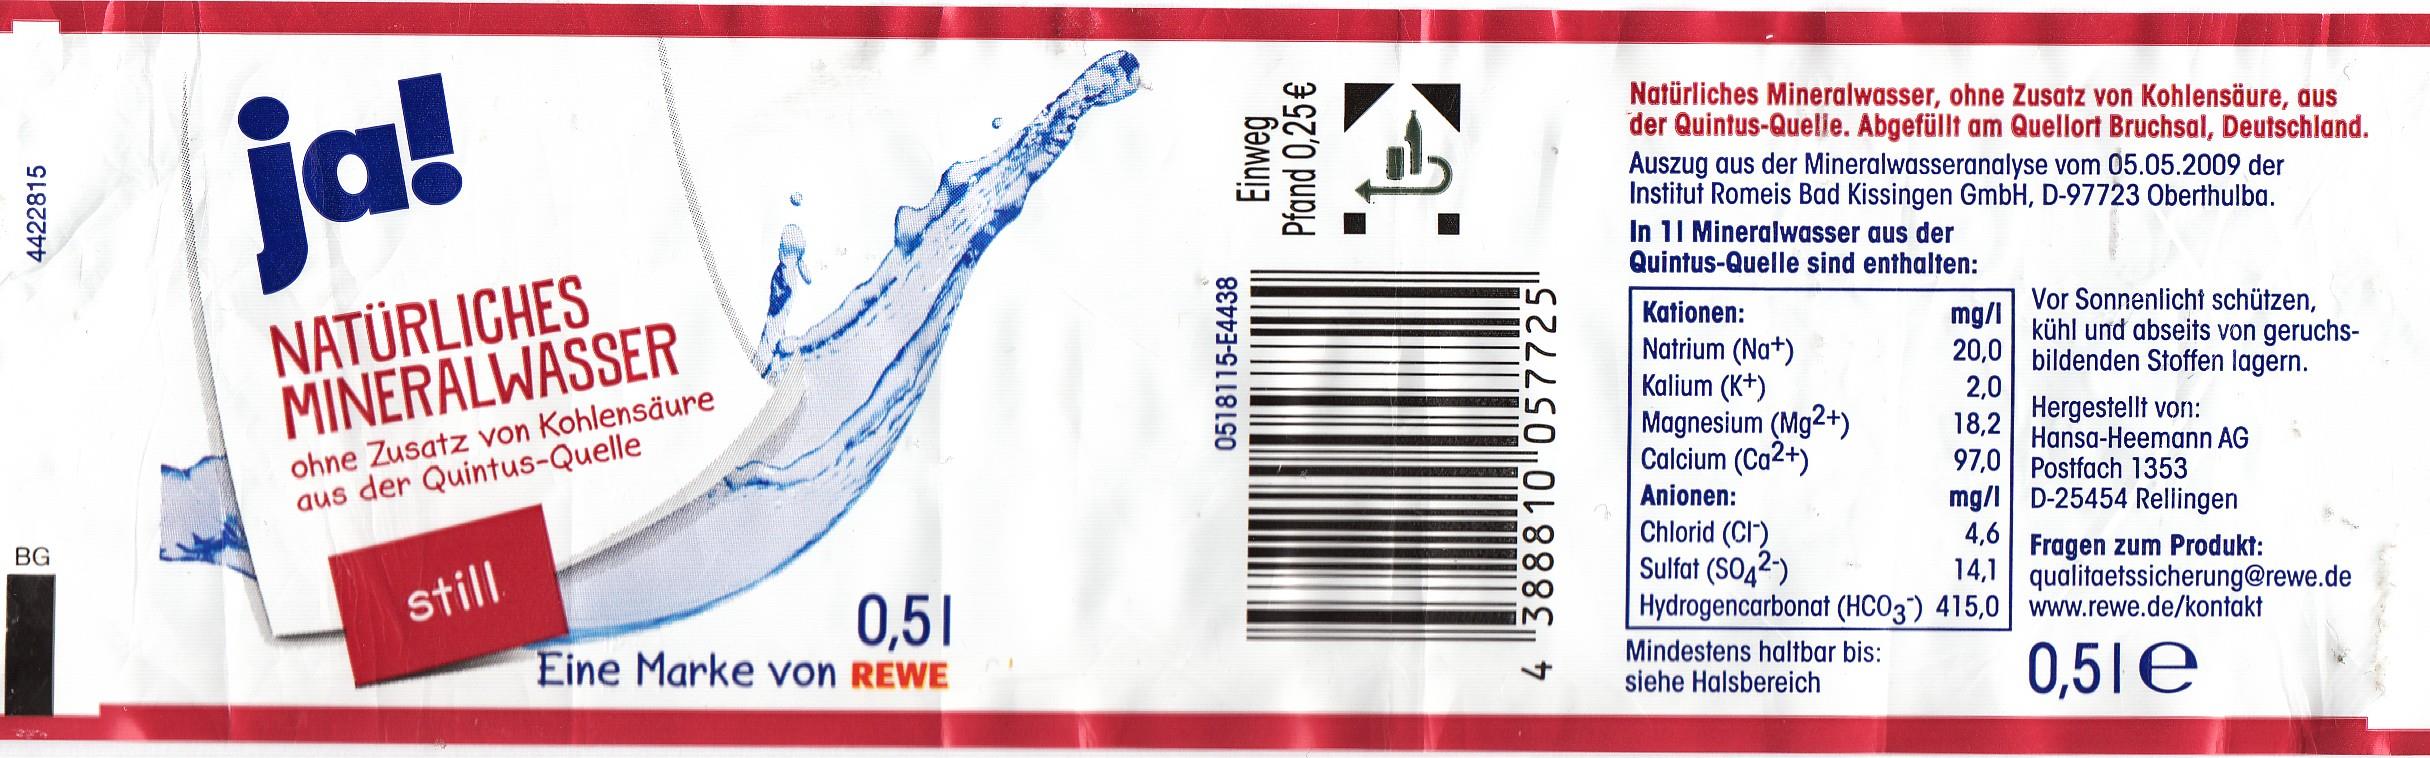 4422815
BG
ja!
NATÜRLICHES
MINERALWASSER
ohne Zusatz von Kohlensäure
aus der Quintus-Quelle
still
0,5 l
Eine Marke von REWE
Einweg
Pfand 0,25€
0518115-E4438
4 388810 057725
Natürliches Mineralwasser, ohne Zusatz von Kohlensäure, aus
der Quintus-Quelle. Abgefüllt am Quellort Bruchsal, Deutschland.
Auszug aus der Mineralwasseranalyse vom 05.05.2009 der
Institut Romeis Bad Kissingen GmbH, D-97723 Oberthulba.
In 1 l Mineralwasser aus der
Quintus-Quelle sind enthalten:
Kationen: mg/l
Natrium (Na+) 20,0
Kalium (K+) 2,0
Magnesium (Mg2+) 18,2
Calcium (Ca2+) 97,0
Anionen: mg/l
Chlorid (Cl-) 4,6
Sulfat (SO42-) 14,1
Hydrogencarbonat (HCO3-) 415,0
Mindestens haltbar bis:
siehe Halsbereich
Vor Sonnenlicht schützen,
kühl und abseits von geruchs-
bildenden Stoffen lagern.
Hergestellt von:
Hansa-Heemann AG
Postfach 1353
D-25454 Rellingen
Fragen zum Produkt:
qualitaetssicherung@rewe.de
www.rewe.de/kontakt
0,5 l e